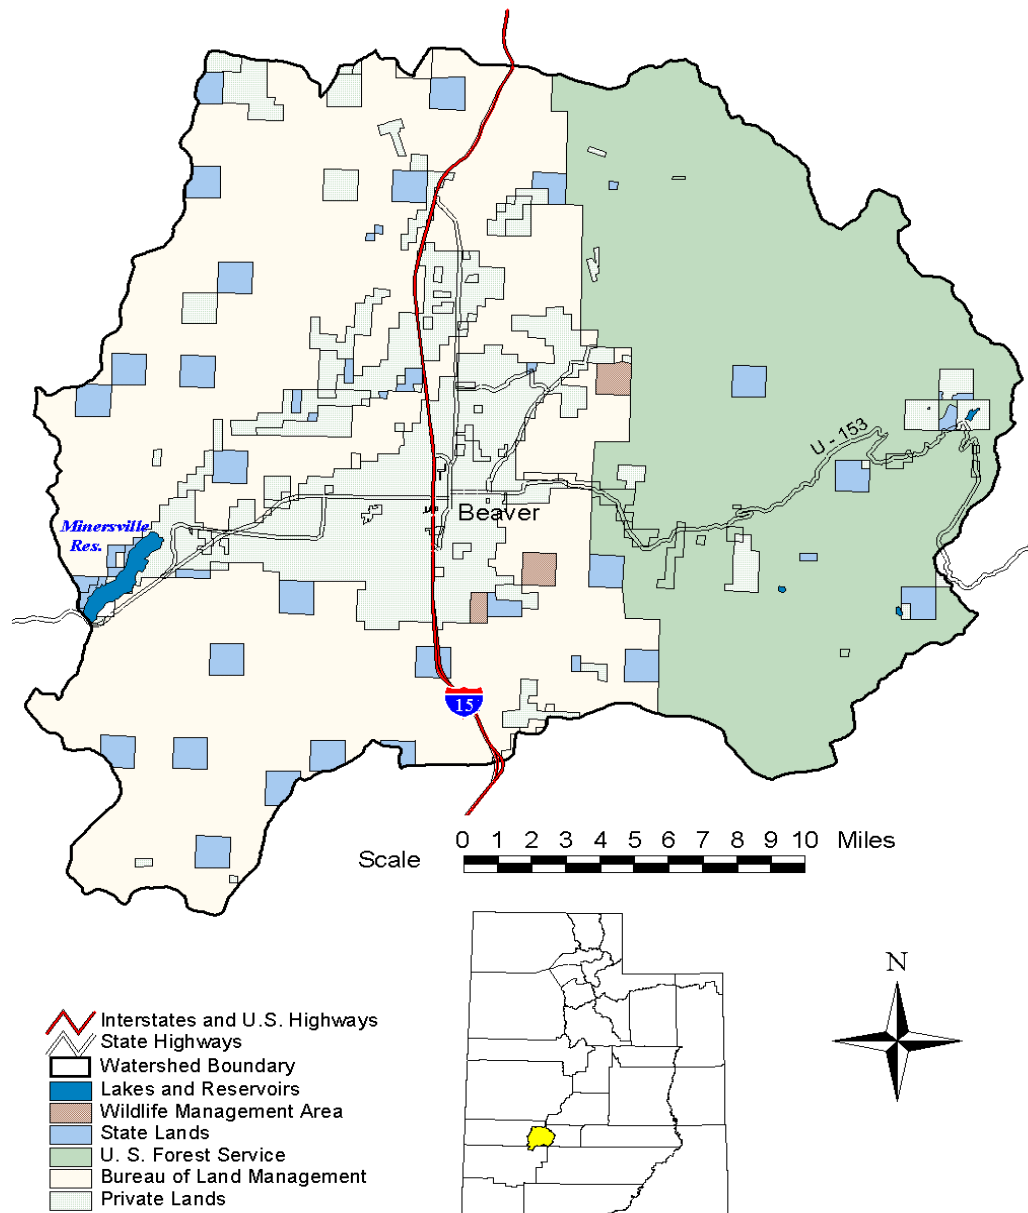 U - 153
Beaver
Minersville
Res.
15
0 1 2 3 4 5 6 7 8 9 10 Miles
Scale
N
Interstates and U.S. Highways
State Highways
Watershed Boundary
Lakes and Reservoirs
Wildlife Management Area
State Lands
U. S. Forest Service
Bureau of Land Management
Private Lands